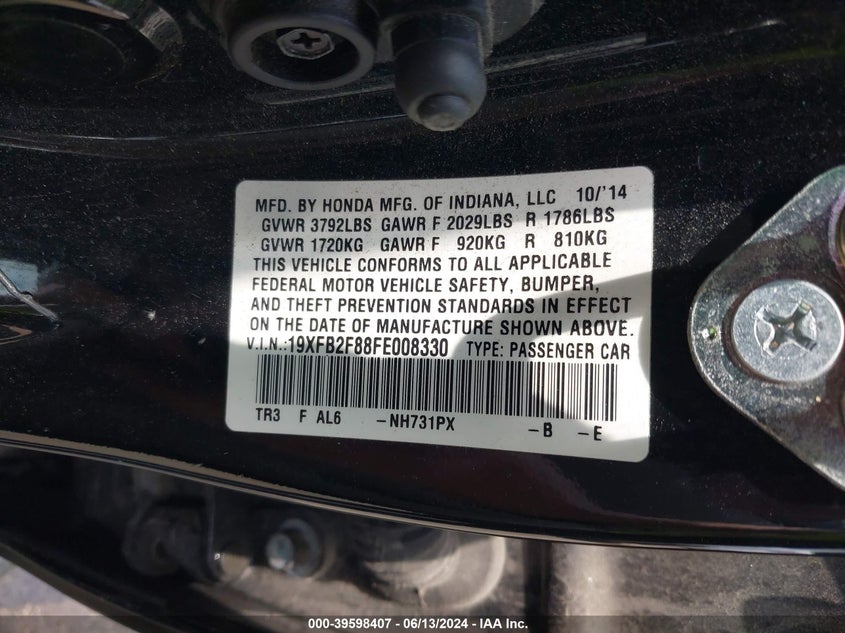 MFD. BY HONDA MFG. OF INDIANA, LLC 10/'14
GVWR 3792LBS GAWR F 2029LBS R 1786LBS
GVWR 1720KG GAWR F 920KG R 810KG
THIS VEHICLE CONFORMS TO ALL APPLICABLE
FEDERAL MOTOR VEHICLE SAFETY, BUMPER,
AND THEFT PREVENTION STANDARDS IN EFFECT
ON THE DATE OF MANUFACTURE SHOWN ABOVE.
V.I.N.:19XFB2F88FE008330 TYPE: PASSENGER CAR
TR3 F AL6 -NH731PX -B -E
000-39598407 - 06/13/2024 - IAA Inc.